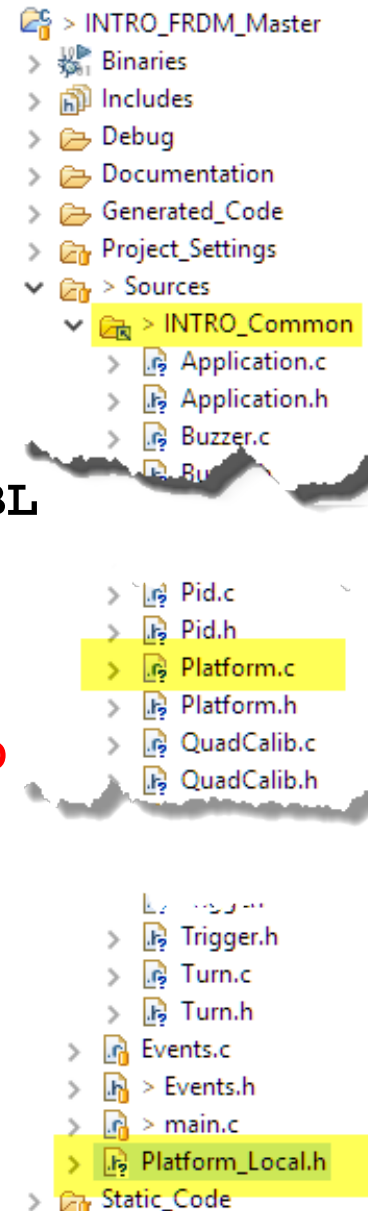 > INTRO_FRDM_Master
> Binaries
> Includes
> Debug
> Documentation
> Generated_Code
> Project_Settings
> Sources
> INTRO_Common
> Application.c
> Application.h
> Buzzer.c
BL
> Pid.c
> Pid.h
> Platform.c
> Platform.h
> QuadCalib.c
> QuadCalib.h
> Trigger.h
> Turn.c
> Turn.h
> Events.c
> > Events.h
> > main.c
> Platform_Local.h
> Static_Code